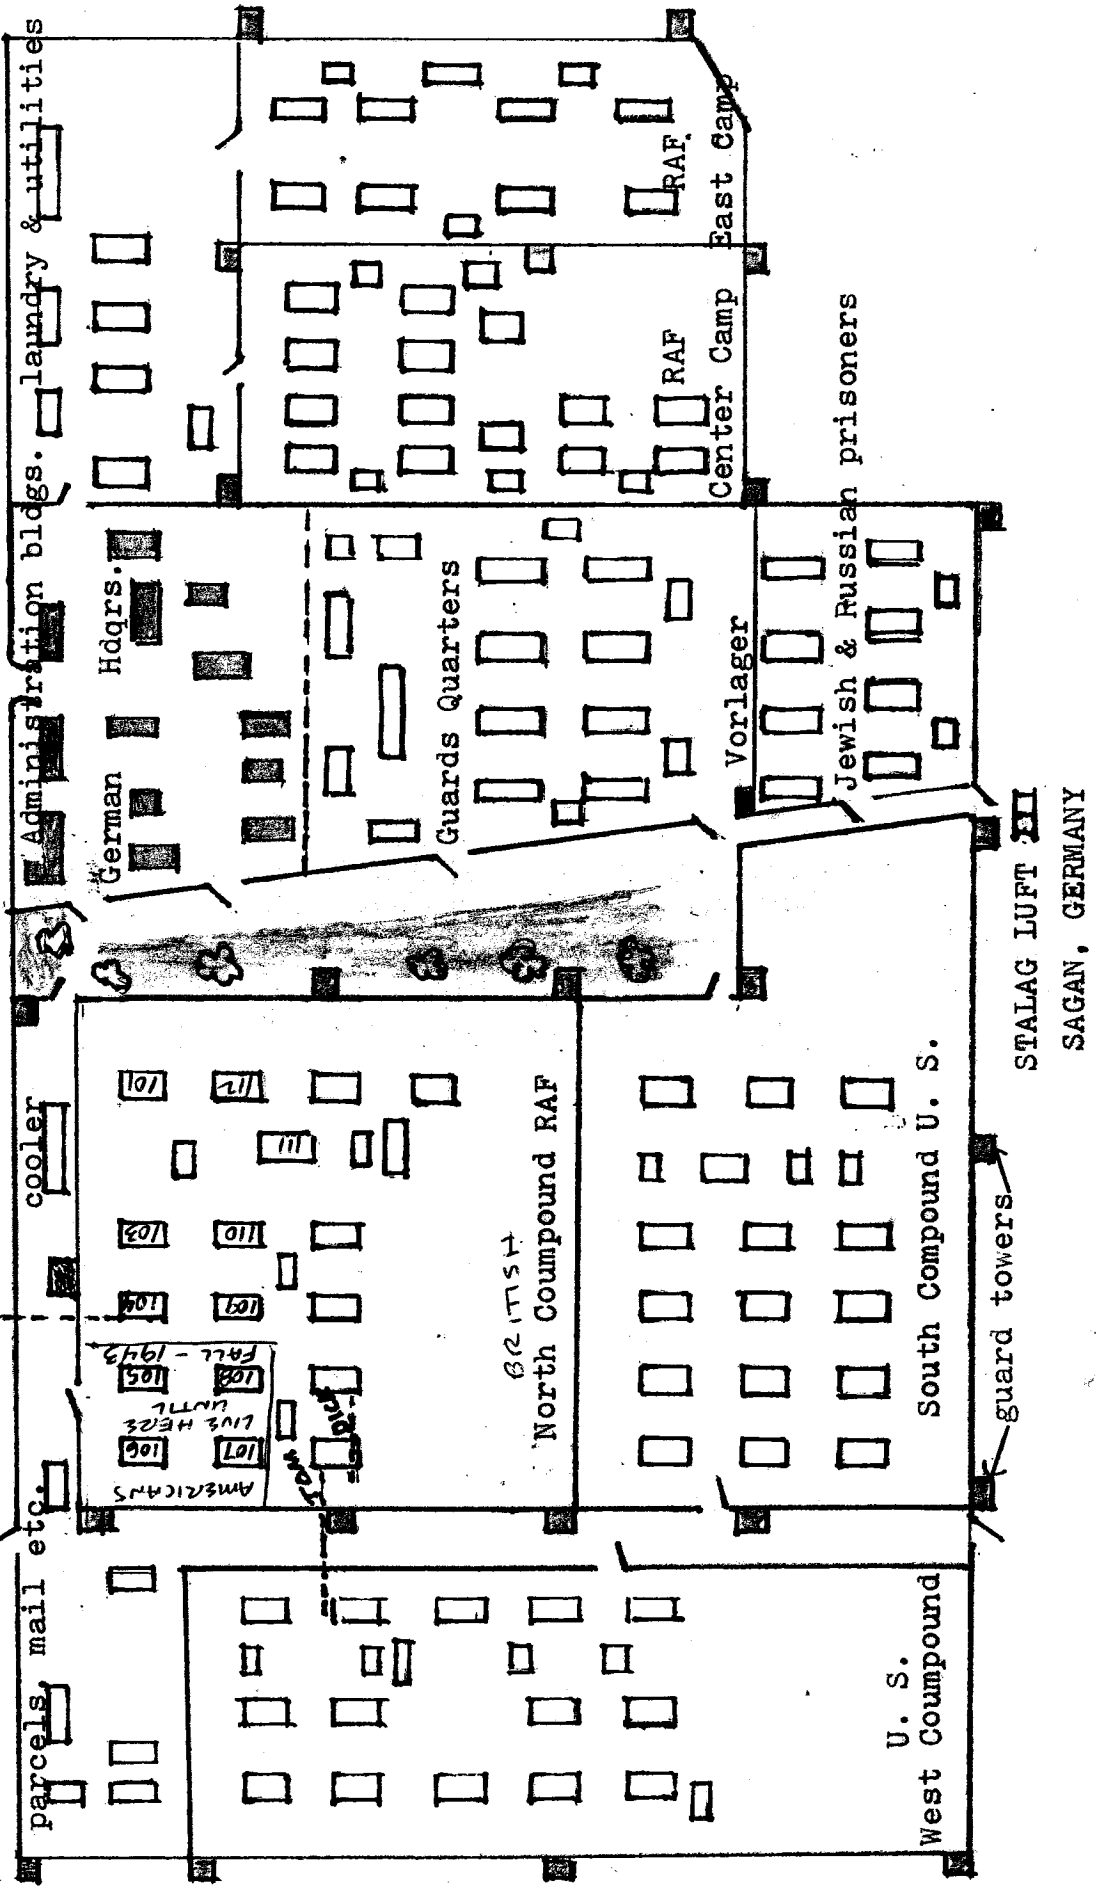 parcels, mail etc.
cooler
Administration bldgs. laundry & utillities
German Hdqrs.
Guards Quarters
Vorlager
Jewish & Russian prisoners
RAF
Center Camp
RAF.
East Camp
101
112
111
103
110
104
109
105
108
106
107
AMERICANS
LIVE HERE
UNTIL
FALL - 1943
TOM
DICK
BRITISH
North Coumpound RAF
South Compound U. S.
guard towers
U. S.
West Coumpound
STALAG LUFT III
SAGAN, GERMANY